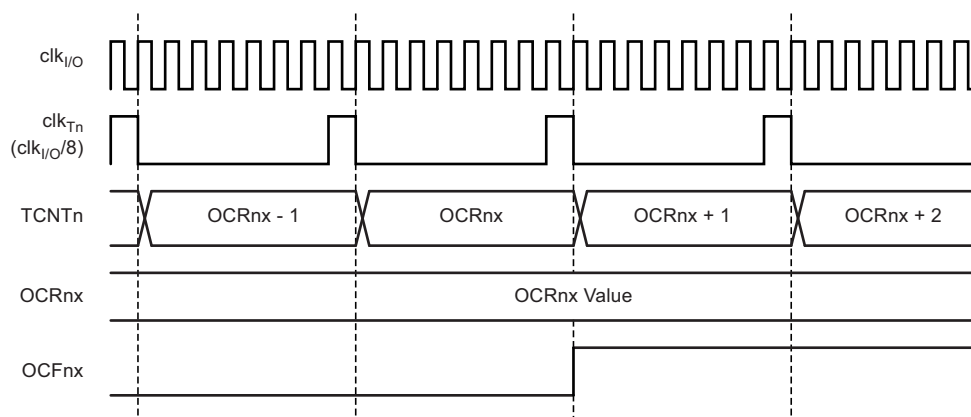 clkI/O
clkTn
(clkI/O/8)
TCNTn OCRnx - 1 OCRnx OCRnx + 1 OCRnx + 2
OCRnx OCRnx Value
OCFnx